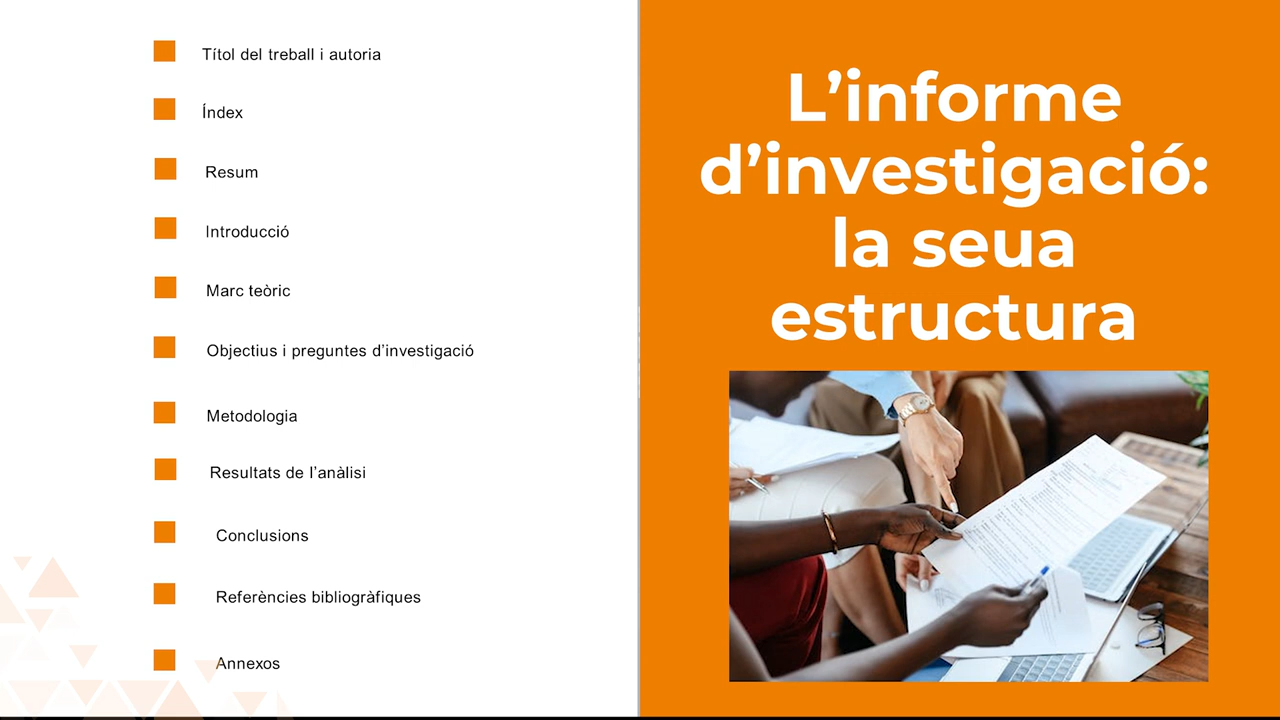 Títol del treball i autoria
Índex
Resum
Introducció
Marc teòric
Objectius i preguntes d’investigació
Metodologia
Resultats de l’anàlisi
Conclusions
Referències bibliogràfiques
Annexos
L’informe
d’investigació:
la seua
estructura